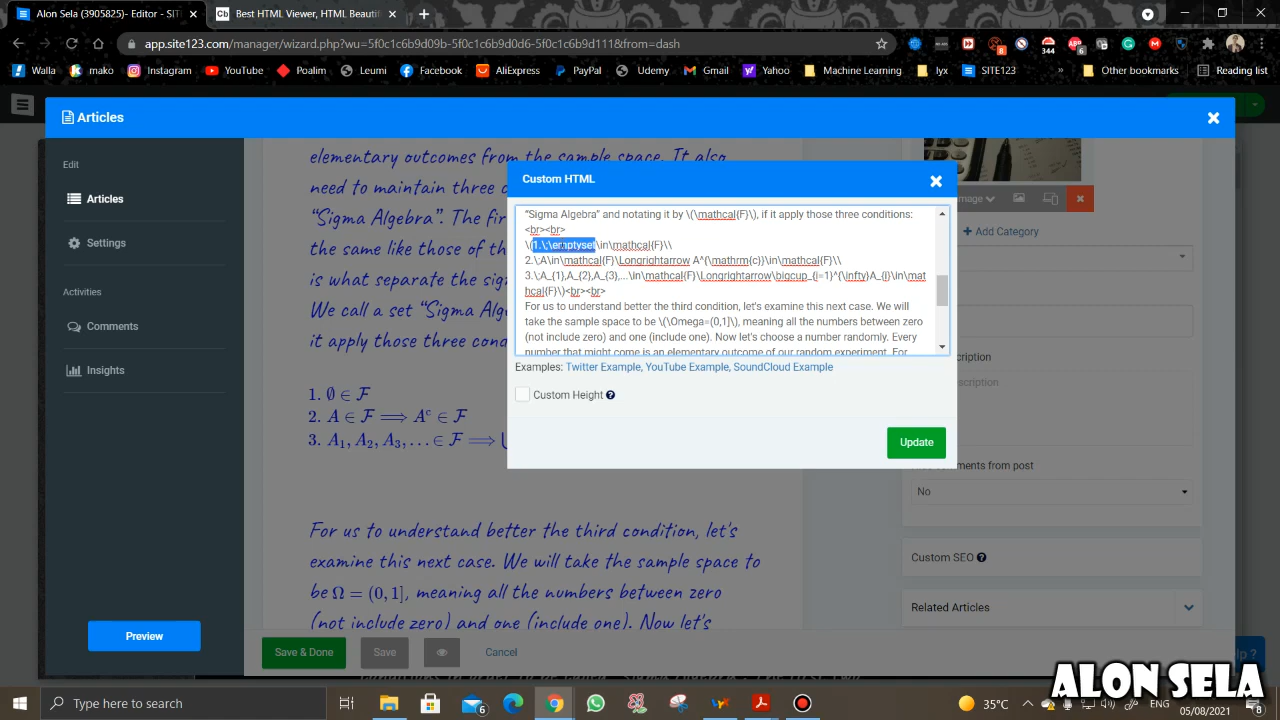 Alon Sela (3905825)- Editor - SIT
Best HTML Viewer, HTML Beautif
app.site123.com/manager/wizard.php?wu=5f0c1c6b9d09b-5f0c1c6b9d0d6-5f0c1c6b9d111&from=dash
Walla
mako
Instagram
YouTube
Poalim
Leumi
Facebook
AliExpress
PayPal
Udemy
Gmail
Yahoo
Machine Learning
lyx
SITE123
»
Other bookmarks
Reading list
Articles
Edit
Articles
Settings
Activities
Comments
Insights
Preview
elementary outcomes from the sample space. It also
need to maintain three c
"Sigma Algebra". The fir
the same like those of th
is what separate the sig
We call a set "Sigma Alg
it apply those three cond
1. ∅ ∈ ℱ
2. A ∈ ℱ ⟹ Aᶜ ∈ ℱ
3. A₁, A₂, A₃, … ∈ ℱ ⟹ ⋃
For us to understand better the third condition, let's
examine this next case. We will take the sample space to
be Ω = (0, 1], meaning all the numbers between zero
(not include zero) and one (include one). Now let's
Custom HTML
"Sigma Algebra" and notating it by \(\mathcal{F}\), if it apply those three conditions:
<br><br>
\(1.\;\emptyset\in\mathcal{F}\\
2.\;A\in\mathcal{F}\Longrightarrow A^{\mathrm{c}}\in\mathcal{F}\\
3.\;A_{1},A_{2},A_{3},...\in\mathcal{F}\Longrightarrow\bigcup_{j=1}^{\infty}A_{j}\in\mat
hcal{F}\)<br><br>
For us to understand better the third condition, let's examine this next case. We will
take the sample space to be \(\Omega=(0,1]\), meaning all the numbers between zero
(not include zero) and one (include one). Now let's choose a number randomly. Every
number that might come is an elementary outcome of our random experiment. For
Examples: Twitter Example, YouTube Example, SoundCloud Example
Custom Height
Update
Add Category
No
Custom SEO
Related Articles
Save & Done
Save
Cancel
ALON SELA
Type here to search
35°C
ENG
05/08/2021